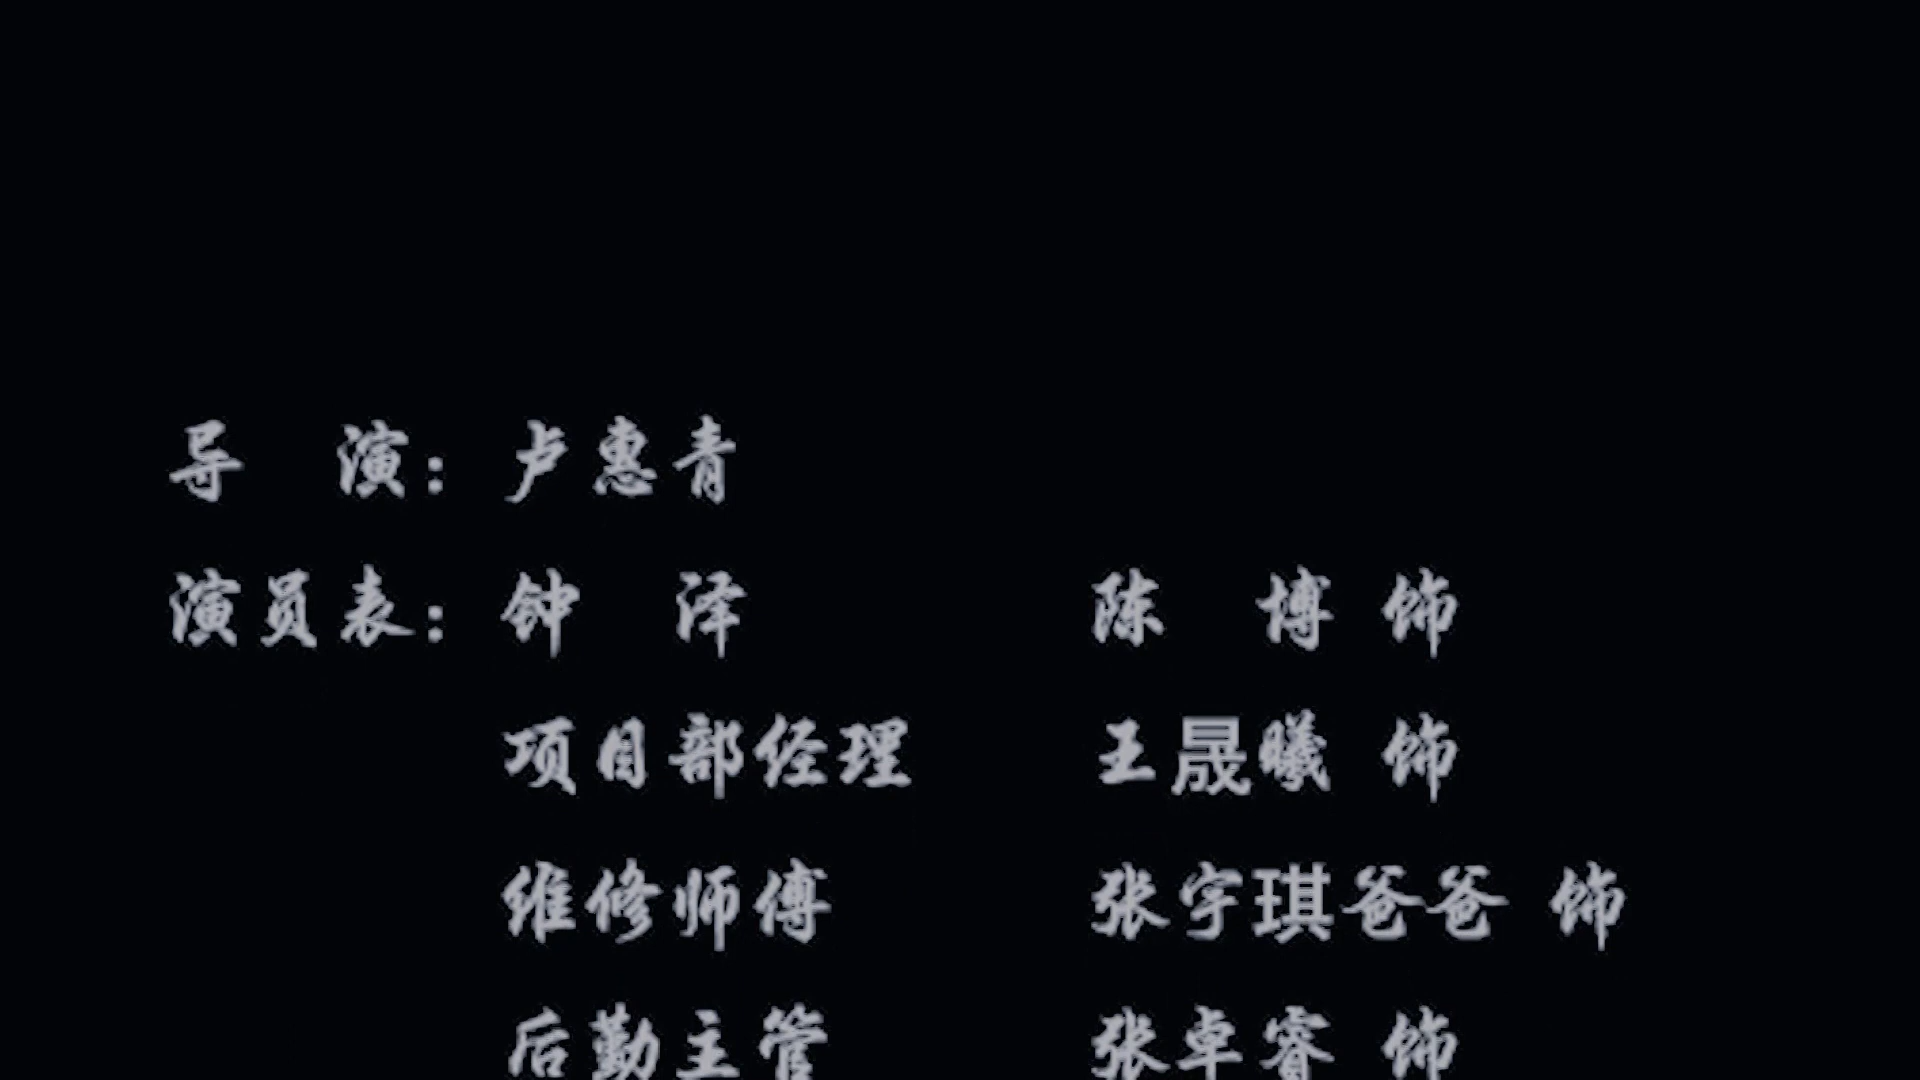 导　演：卢惠青
演员表：钟　泽　陈　博 饰
项目部经理　王晟曦 饰
维修师傅　张宇琪爸爸 饰
后勤主管　张卓睿 饰